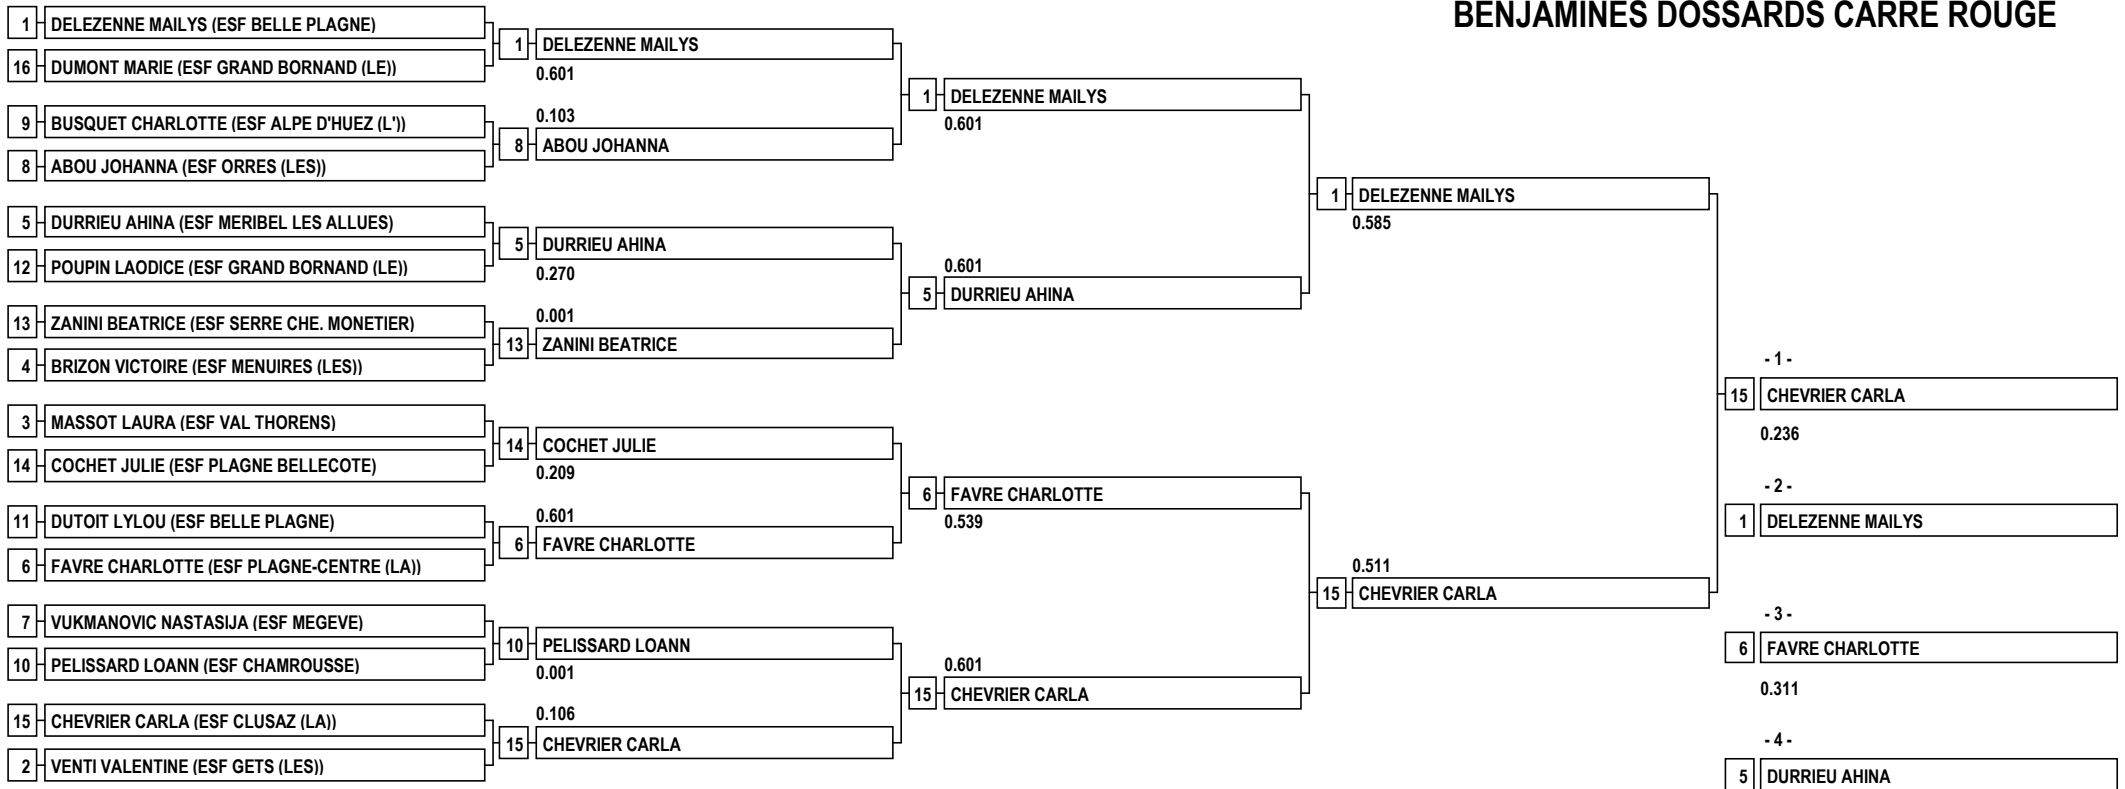 BENJAMINES DOSSARDS CARRE ROUGE
1 DELEZENNE MAILYS (ESF BELLE PLAGNE)
16 DUMONT MARIE (ESF GRAND BORNAND (LE))
9 BUSQUET CHARLOTTE (ESF ALPE D'HUEZ (L'))
8 ABOU JOHANNA (ESF ORRES (LES))
5 DURRIEU AHINA (ESF MERIBEL LES ALLUES)
12 POUPIN LAODICE (ESF GRAND BORNAND (LE))
13 ZANINI BEATRICE (ESF SERRE CHE. MONETIER)
4 BRIZON VICTOIRE (ESF MENUIRES (LES))
3 MASSOT LAURA (ESF VAL THORENS)
14 COCHET JULIE (ESF PLAGNE BELLECOTE)
11 DUTOIT LYLOU (ESF BELLE PLAGNE)
6 FAVRE CHARLOTTE (ESF PLAGNE-CENTRE (LA))
7 VUKMANOVIC NASTASIJA (ESF MEGEVE)
10 PELISSARD LOANN (ESF CHAMROUSSE)
15 CHEVRIER CARLA (ESF CLUSAZ (LA))
2 VENTI VALENTINE (ESF GETS (LES))
1 DELEZENNE MAILYS
0.601
0.103
8 ABOU JOHANNA
5 DURRIEU AHINA
0.270
0.001
13 ZANINI BEATRICE
14 COCHET JULIE
0.209
0.601
6 FAVRE CHARLOTTE
10 PELISSARD LOANN
0.001
0.106
15 CHEVRIER CARLA
1 DELEZENNE MAILYS
0.601
0.601
5 DURRIEU AHINA
6 FAVRE CHARLOTTE
0.539
0.601
15 CHEVRIER CARLA
1 DELEZENNE MAILYS
0.585
0.511
15 CHEVRIER CARLA
- 1 -
15 CHEVRIER CARLA
0.236
- 2 -
1 DELEZENNE MAILYS
- 3 -
6 FAVRE CHARLOTTE
0.311
- 4 -
5 DURRIEU AHINA